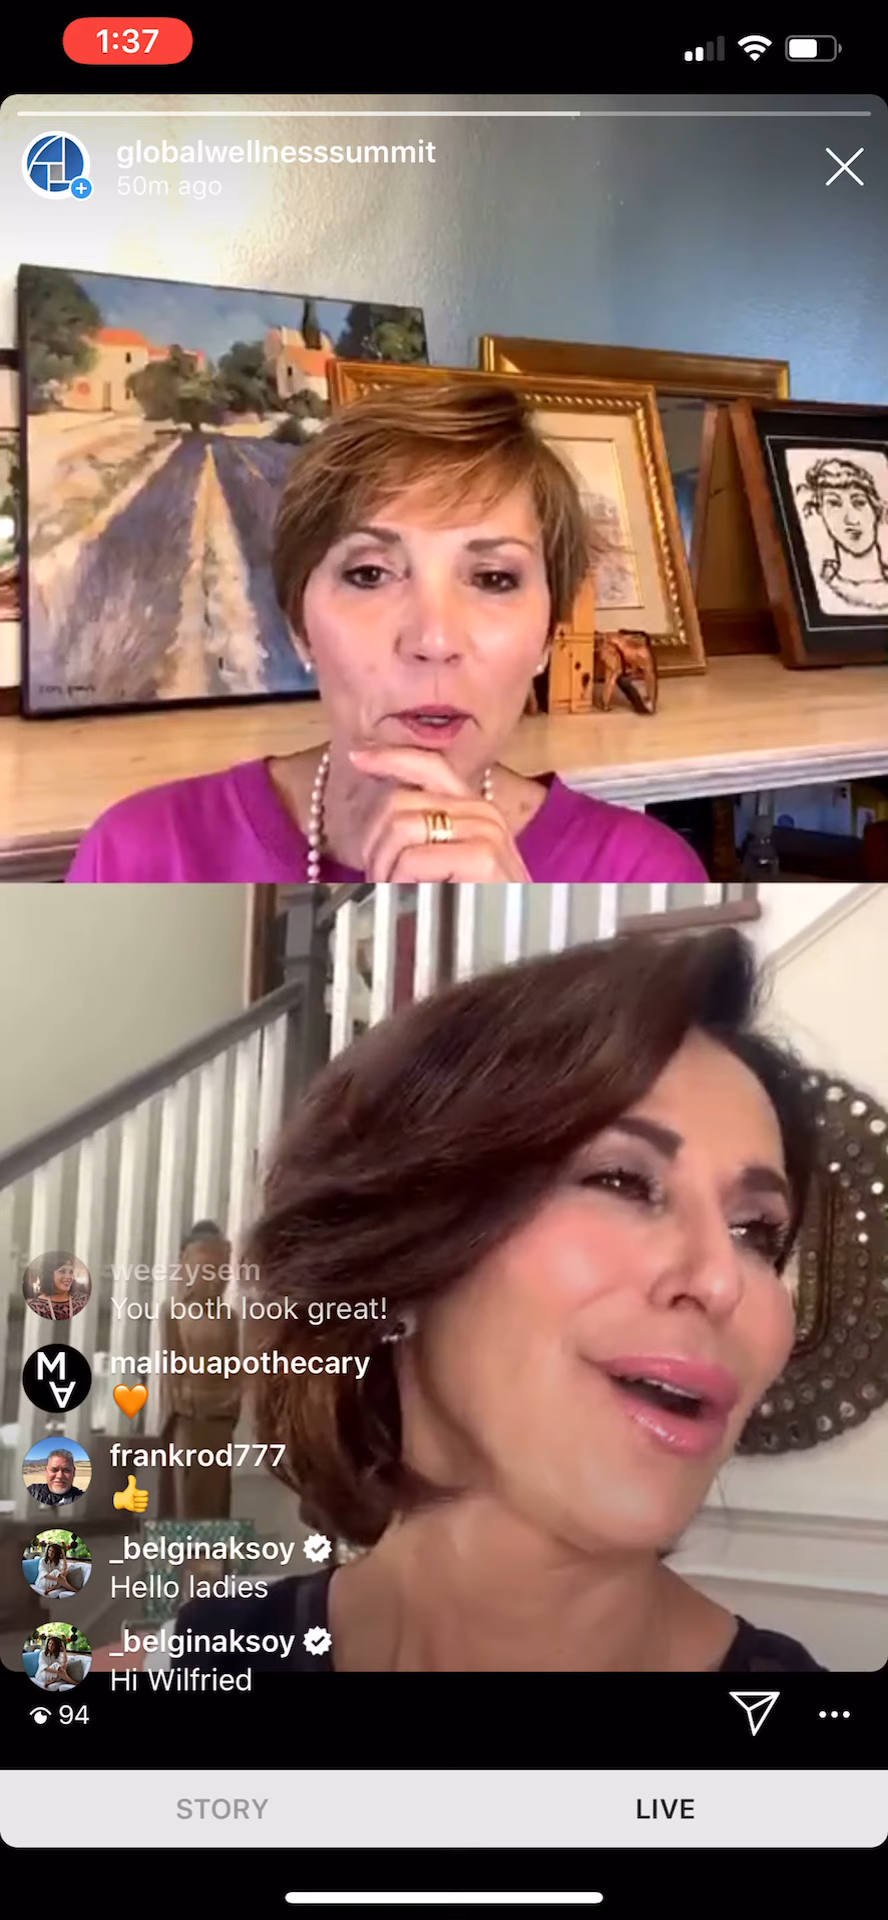 1:37
globalwellnesssummit
50m ago
weezysem
You both look great!
malibuapothecary
🧡
frankrod777
👍
_belginaksoy
Hello ladies
_belginaksoy
Hi Wilfried
94
STORY
LIVE